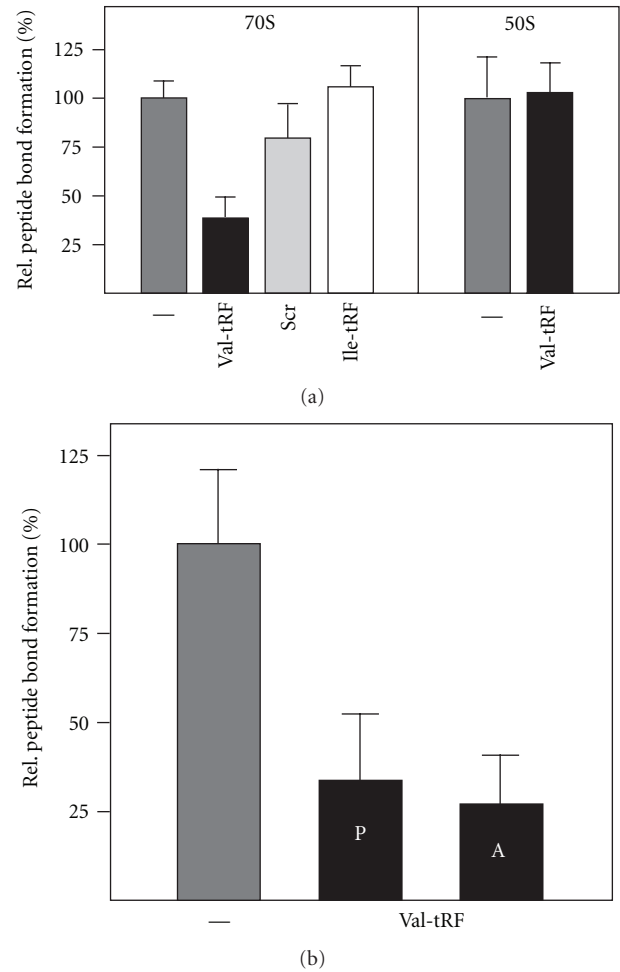 70S 50S
Rel. peptide bond formation (%)
125
100
75
50
25
— Val-tRF Scr Ile-tRF — Val-tRF
(a)
Rel. peptide bond formation (%)
125
100
75
50
25
P
A
— Val-tRF
(b)